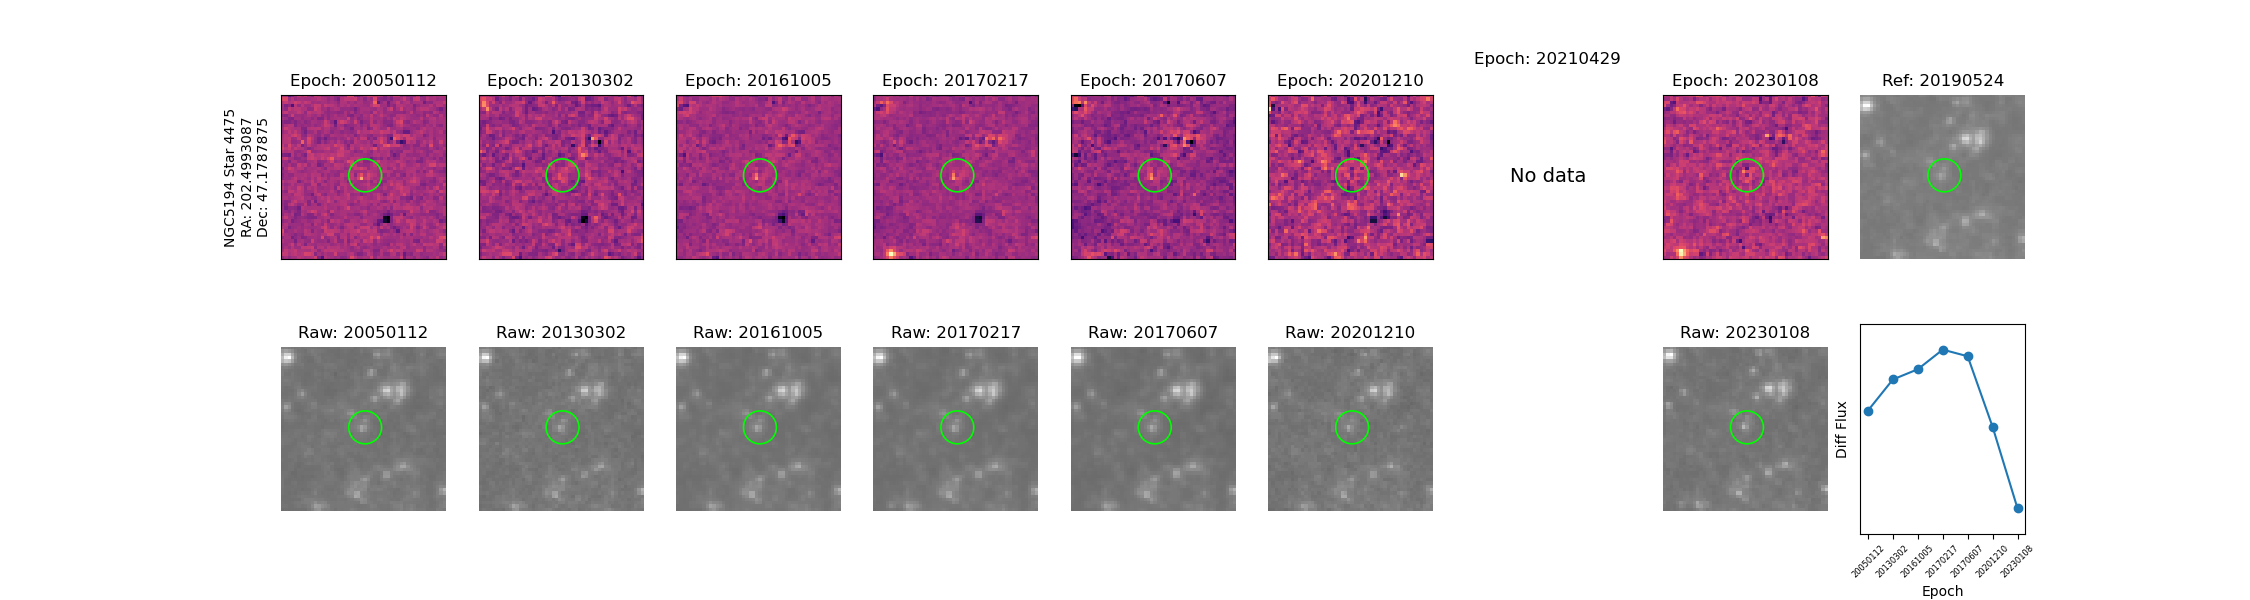 Epoch: 20210429
Epoch: 20050112
Epoch: 20130302
Epoch: 20161005
Epoch: 20170217
Epoch: 20170607
Epoch: 20201210
Epoch: 20230108
Ref: 20190524
NGC5194 Star 4475
RA: 202.4993087
Dec: 47.1787875
No data
Raw: 20050112
Raw: 20130302
Raw: 20161005
Raw: 20170217
Raw: 20170607
Raw: 20201210
Raw: 20230108
Diff Flux
20050112
20130302
20161005
20170217
20170607
20201210
20230108
Epoch